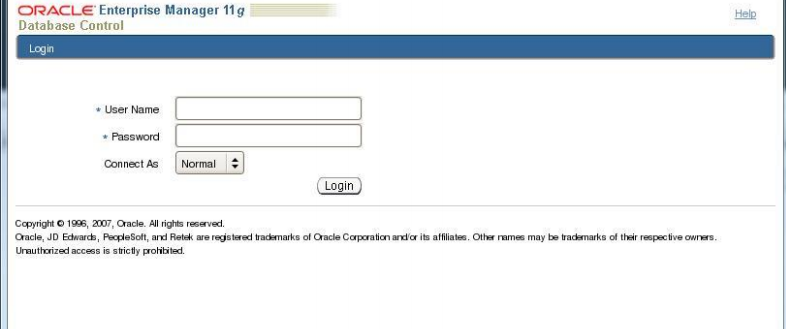 ORACLE Enterprise Manager 11g
Database Control
Help
Login
* User Name
* Password
Connect As Normal
Login
Copyright © 1996, 2007, Oracle. All rights reserved.
Oracle, JD Edwards, PeopleSoft, and Retek are registered trademarks of Oracle Corporation and/or its affiliates. Other names may be trademarks of their respective owners.
Unauthorized access is strictly prohibited.